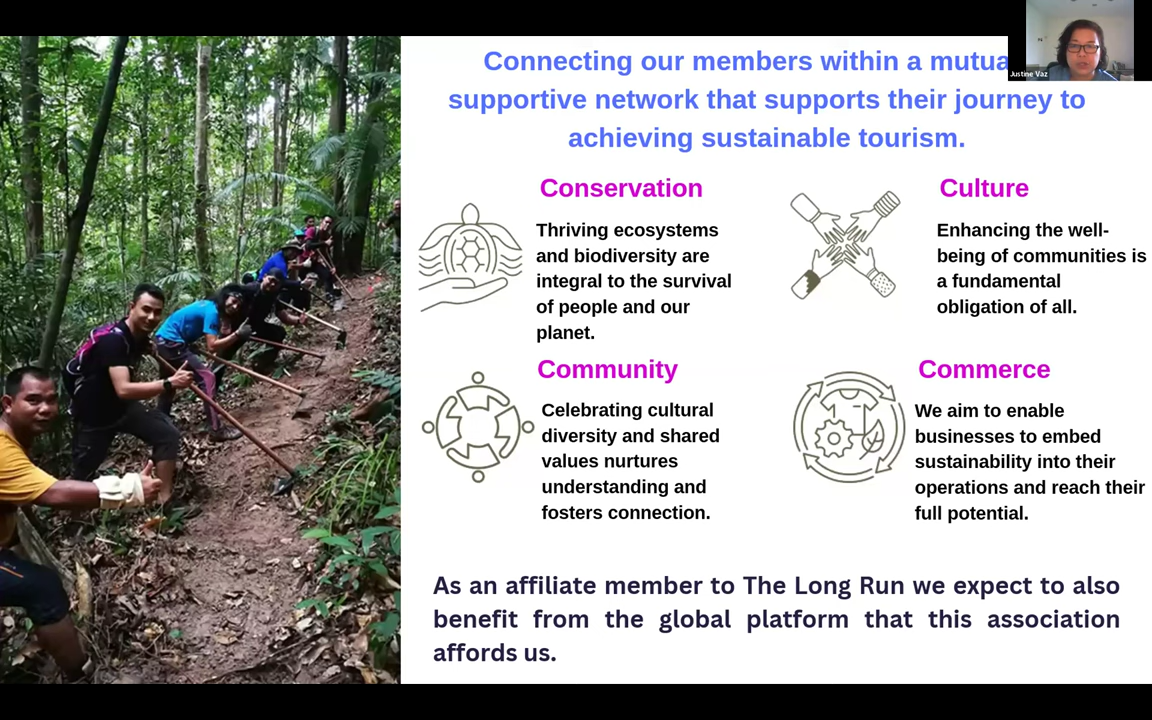 Connecting our members within a mutua
supportive network that supports their journey to
achieving sustainable tourism.
Justine Vaz
Conservation
Thriving ecosystems
and biodiversity are
integral to the survival
of people and our
planet.
Culture
Enhancing the well-
being of communities is
a fundamental
obligation of all.
Community
Celebrating cultural
diversity and shared
values nurtures
understanding and
fosters connection.
Commerce
We aim to enable
businesses to embed
sustainability into their
operations and reach their
full potential.
As an affiliate member to The Long Run we expect to also
benefit from the global platform that this association
affords us.